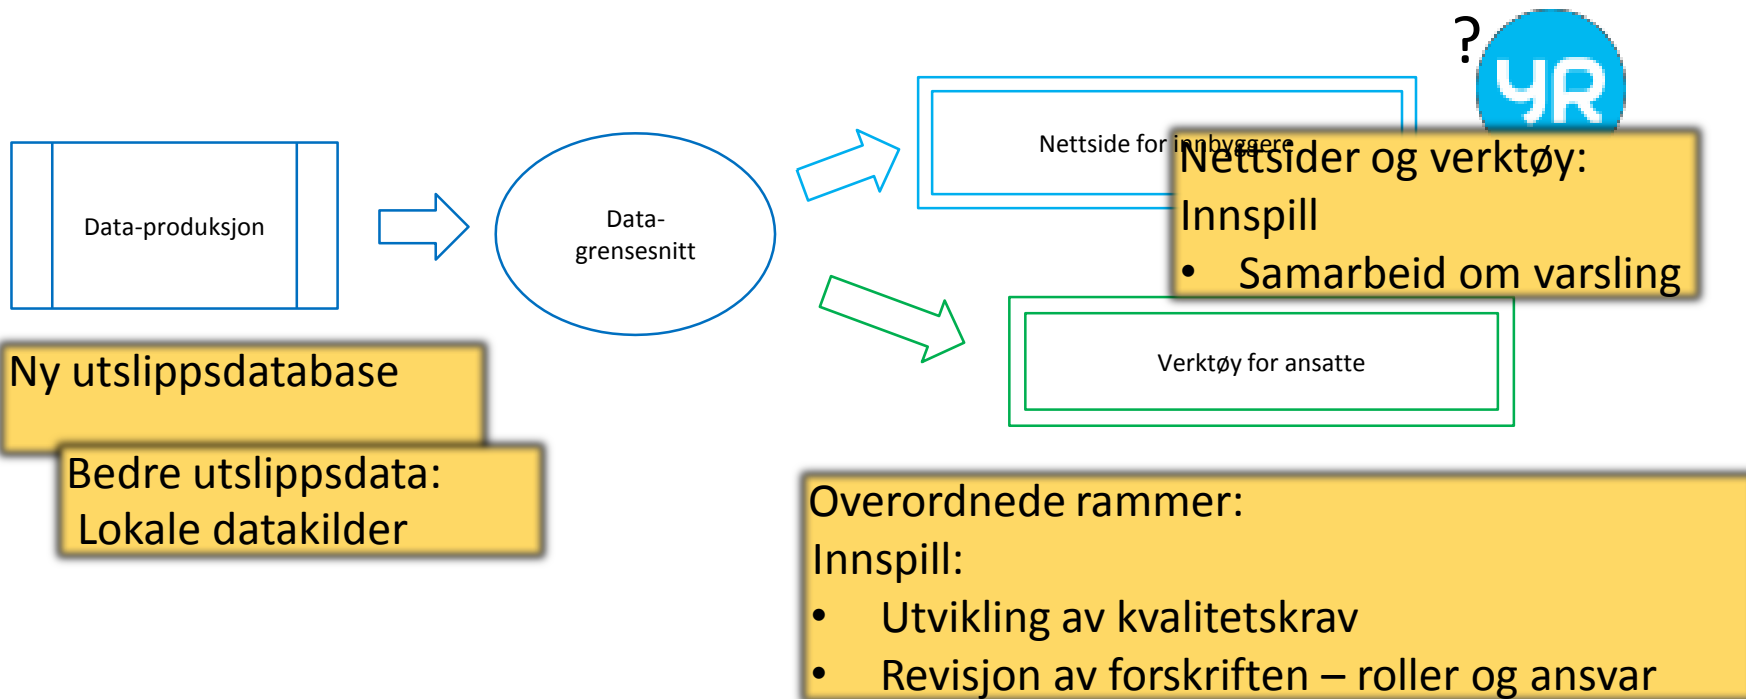 ?
YR
Nettside for innbyggere
Nettsider og verktøy:
Innspill
• Samarbeid om varsling
Data-produksjon
Data-
grensesnitt
Verktøy for ansatte
Ny utslippsdatabase
Bedre utslippsdata:
Lokale datakilder
Overordnede rammer:
Innspill:
• Utvikling av kvalitetskrav
• Revisjon av forskriften – roller og ansvar